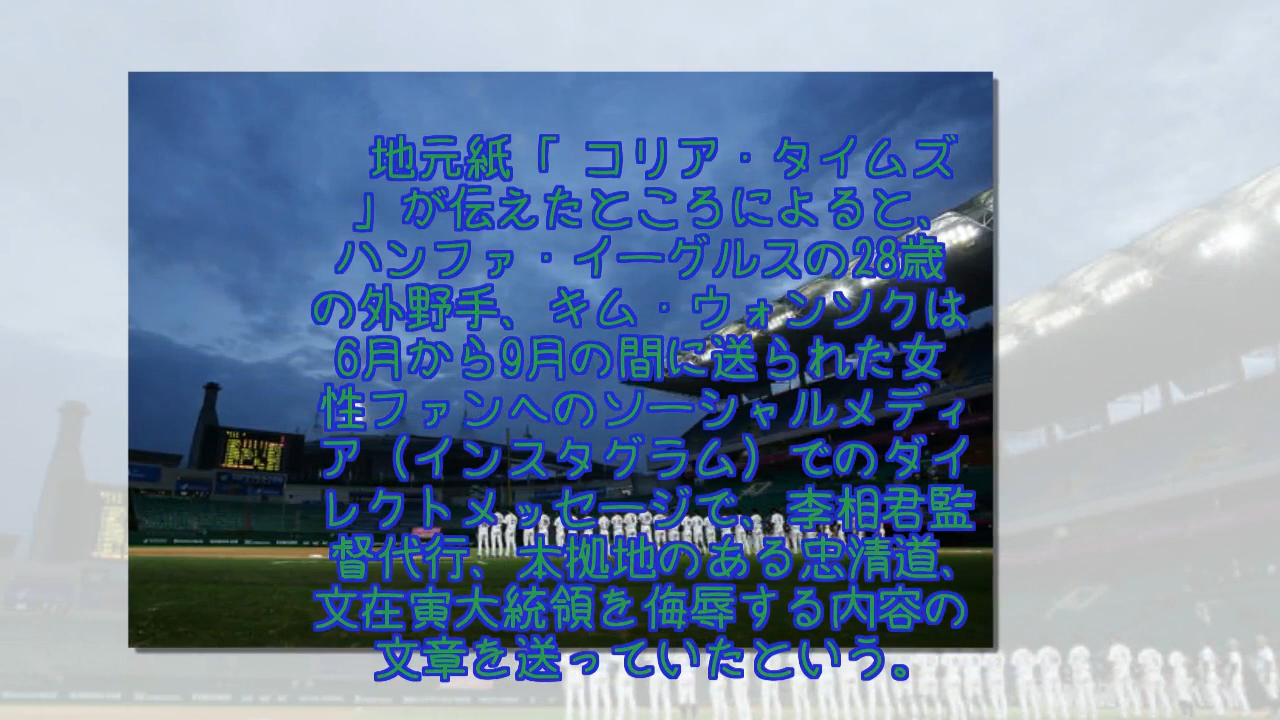 地元紙「 コリア・タイムズ
」が伝えたところによると、
ハンファ・イーグルスの28歳
の外野手、キム・ウォンソクは
6月から9月の間に送られた女
性ファンへのソーシャルメディ
ア（インスタグラム）でのダイ
レクトメッセージで、李相君監
督代行、本拠地のある忠清道、
文在寅大統領を侮辱する内容の
文章を送っていたという。